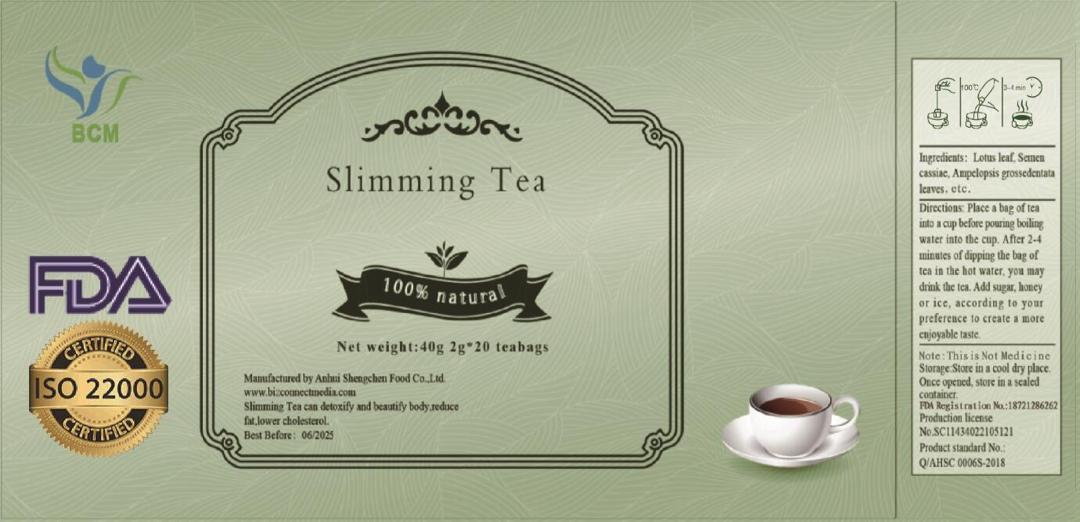 BCM
Slimming Tea
100% natural
Net weight:40g 2g*20 teabags
Manufactured by Anhui Shengchen Food Co.,Ltd.
www.bizconnectmedia.com
Slimming Tea can detoxify and beautify body,reduce
fat,lower cholesterol.
Best Before: 06/2025
FDA
CERTIFIED
ISO 22000
CERTIFIED
100℃
3-4 min
Ingredients: Lotus leaf, Semen
cassiae, Ampelopsis grossedentata
leaves, etc.
Directions: Place a bag of tea
into a cup before pouring boiling
water into the cup. After 2-4
minutes of dipping the bag of
tea in the hot water, you may
drink the tea. Add sugar, honey
or ice, according to your
preference to create a more
enjoyable taste.
Note: This is Not Medicine
Storage:Store in a cool dry place.
Once opened, store in a sealed
container.
FDA Registration No.:18721286262
Production license
No.SC11434022105121
Product standard No.:
Q/AHSC 0006S-2018